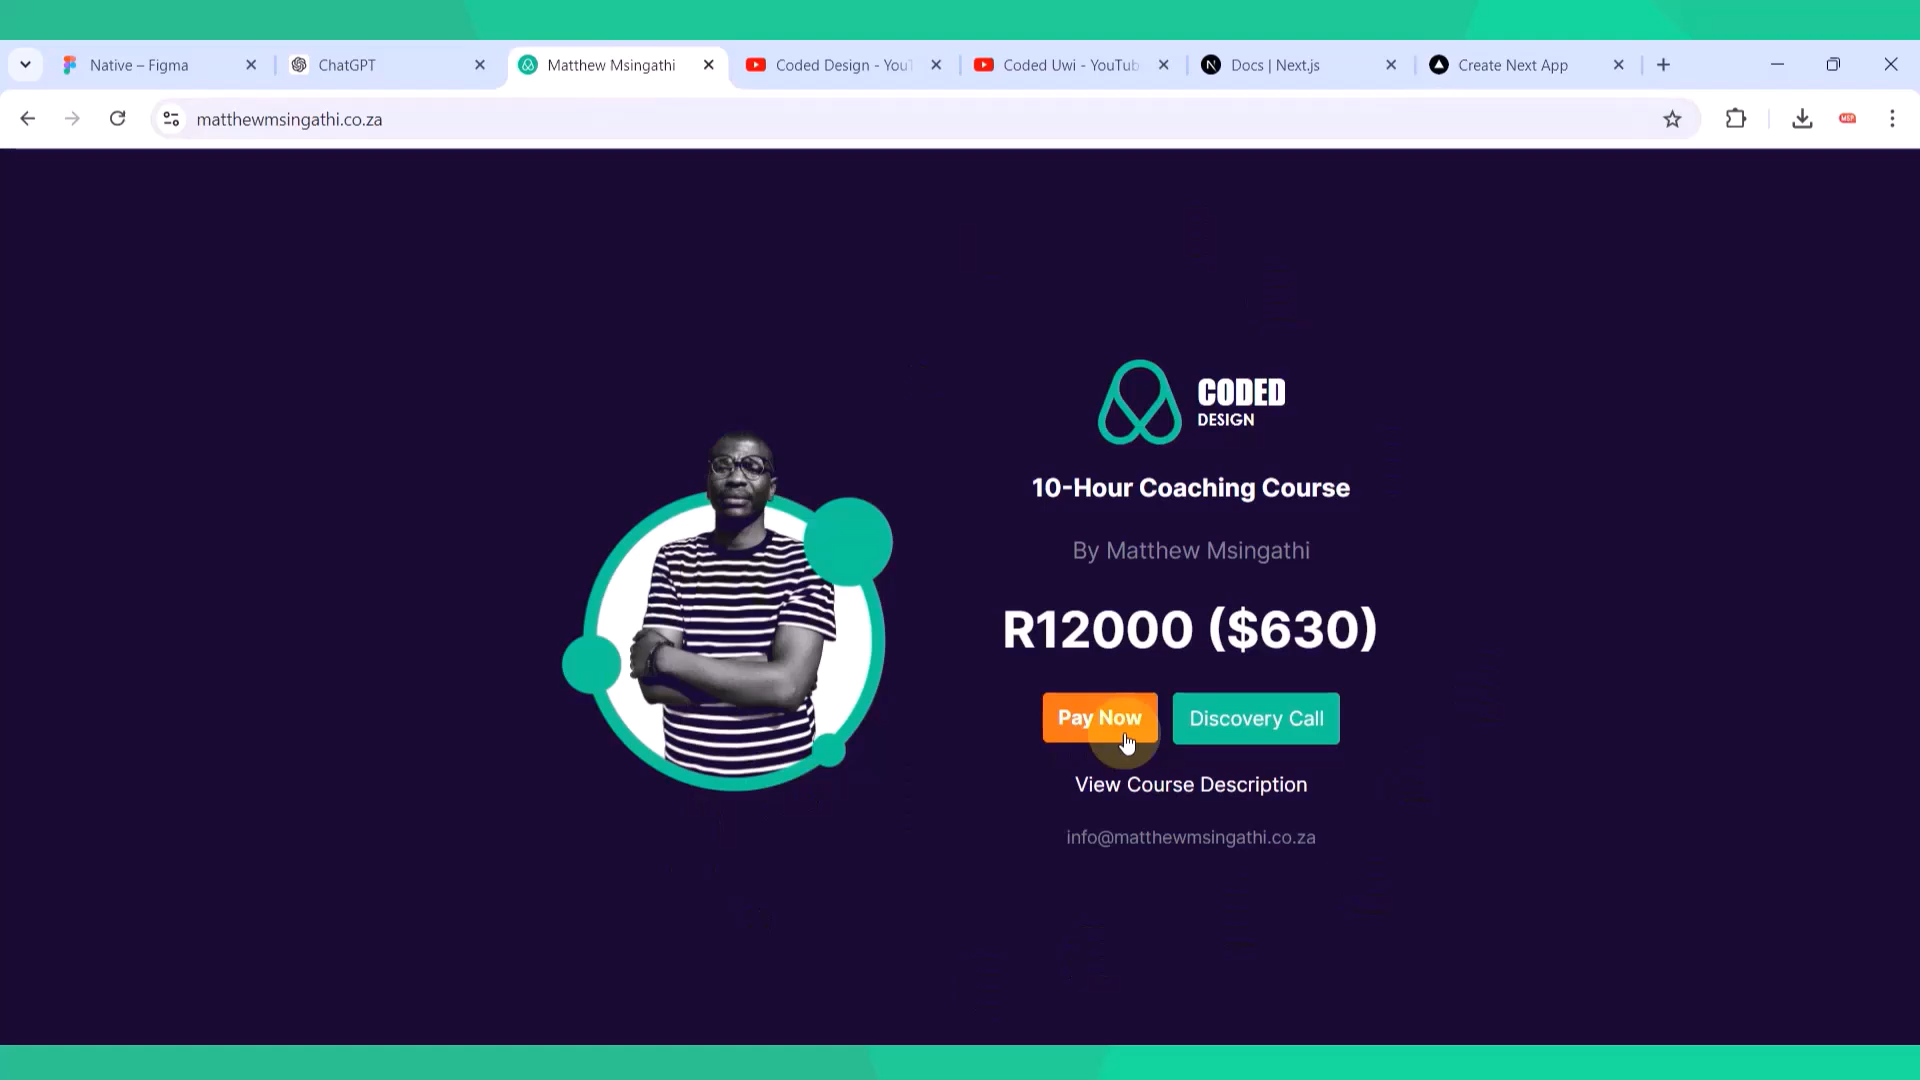 Native – Figma
ChatGPT
Matthew Msingathi
Coded Design - You
Coded Uwi - YouTub
Docs | Next.js
Create Next App
matthewmsingathi.co.za
CODED
DESIGN
10-Hour Coaching Course
By Matthew Msingathi
R12000 ($630)
Pay Now
Discovery Call
View Course Description
info@matthewmsingathi.co.za